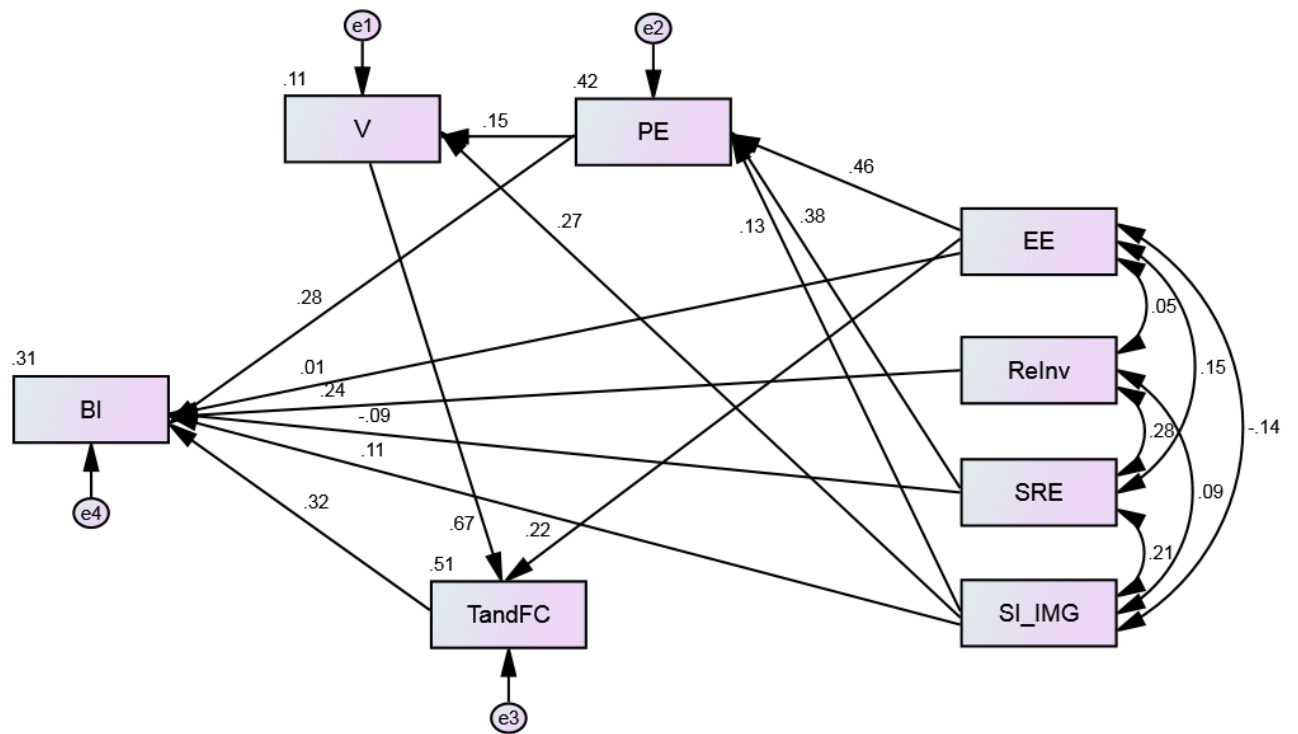 e1
e2
.11
.42
V
.15
PE
.46
.38
.13
.27
EE
.28
.05
.31
.01
.24
ReInv
.15
BI
-.09
.28
-.14
.11
SRE
.09
e4
.32
.67
.22
.21
.51
TandFC
SI_IMG
e3